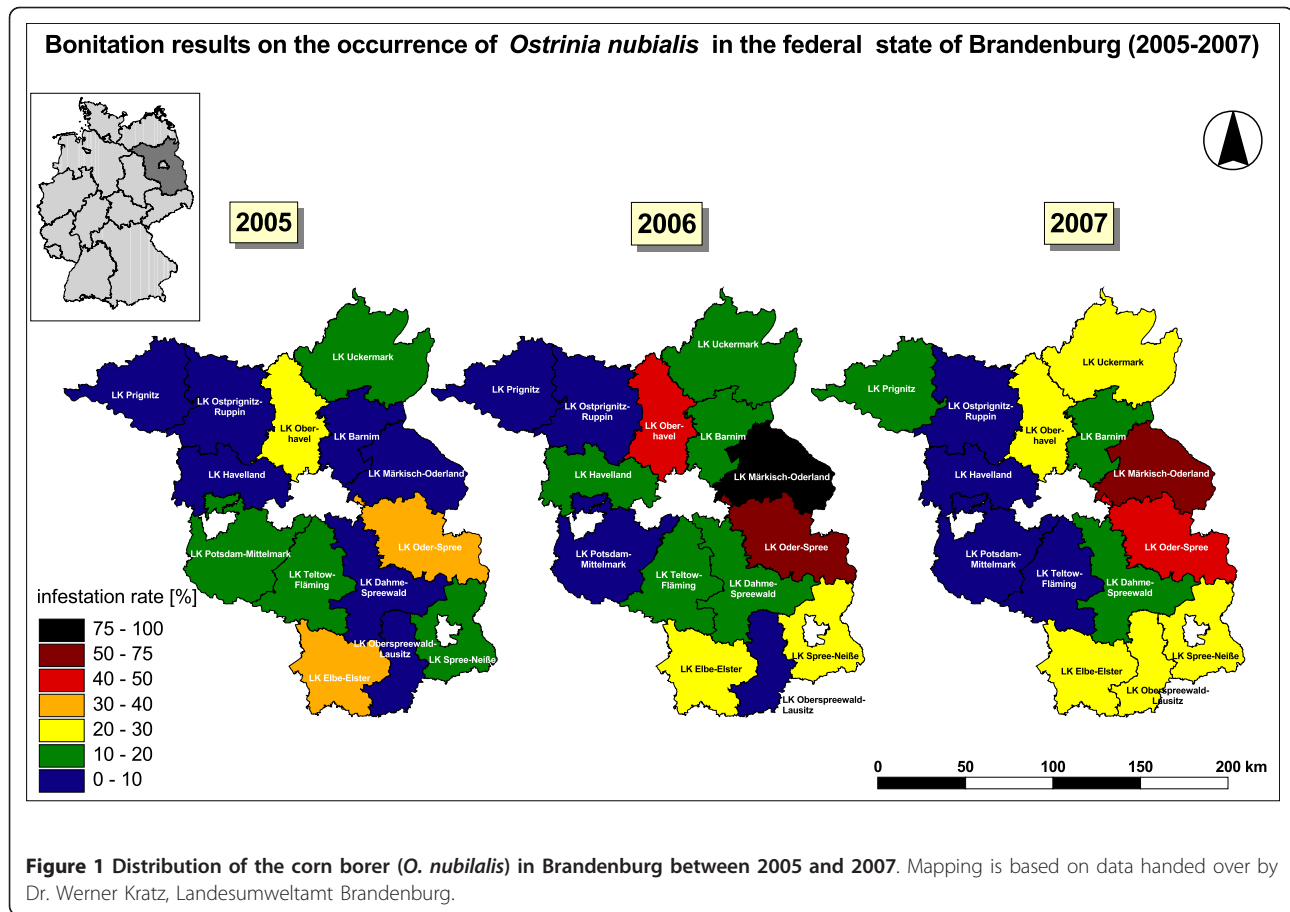 Bonitation results on the occurrence of Ostrinia nubialis in the federal state of Brandenburg (2005-2007)
2005
2006
2007
LK Uckermark
LK Prignitz
LK Ostprignitz-
Ruppin
LK Ober-
havel
LK Barnim
LK Havelland
LK Märkisch-Oderland
LK Oder-Spree
LK Potsdam-Mittelmark
LK Teltow-
Fläming
LK Dahme-
Spreewald
LK Oberspreewald-
Lausitz
LK Spree-Neiße
LK Elbe-Elster
LK Uckermark
LK Prignitz
LK Ostprignitz-
Ruppin
LK Ober-
havel
LK Barnim
LK Havelland
LK Märkisch-Oderland
LK Oder-Spree
LK Potsdam-
Mittelmark
LK Teltow-
Fläming
LK Dahme-
Spreewald
LK Spree-Neiße
LK Elbe-Elster
LK Oberspreewald-
Lausitz
LK Uckermark
LK Prignitz
LK Ostprignitz-
Ruppin
LK Ober-
havel
LK Barnim
LK Havelland
LK Märkisch-Oderland
LK Oder-Spree
LK Potsdam-
Mittelmark
LK Teltow-
Fläming
LK Dahme-
Spreewald
LK Spree-Neiße
LK Elbe-Elster
LK Oberspreewald-
Lausitz
infestation rate [%]
75 - 100
50 - 75
40 - 50
30 - 40
20 - 30
10 - 20
0 - 10
0 50 100 150 200 km
Figure 1 Distribution of the corn borer (O. nubilalis) in Brandenburg between 2005 and 2007. Mapping is based on data handed over by
Dr. Werner Kratz, Landesumweltamt Brandenburg.